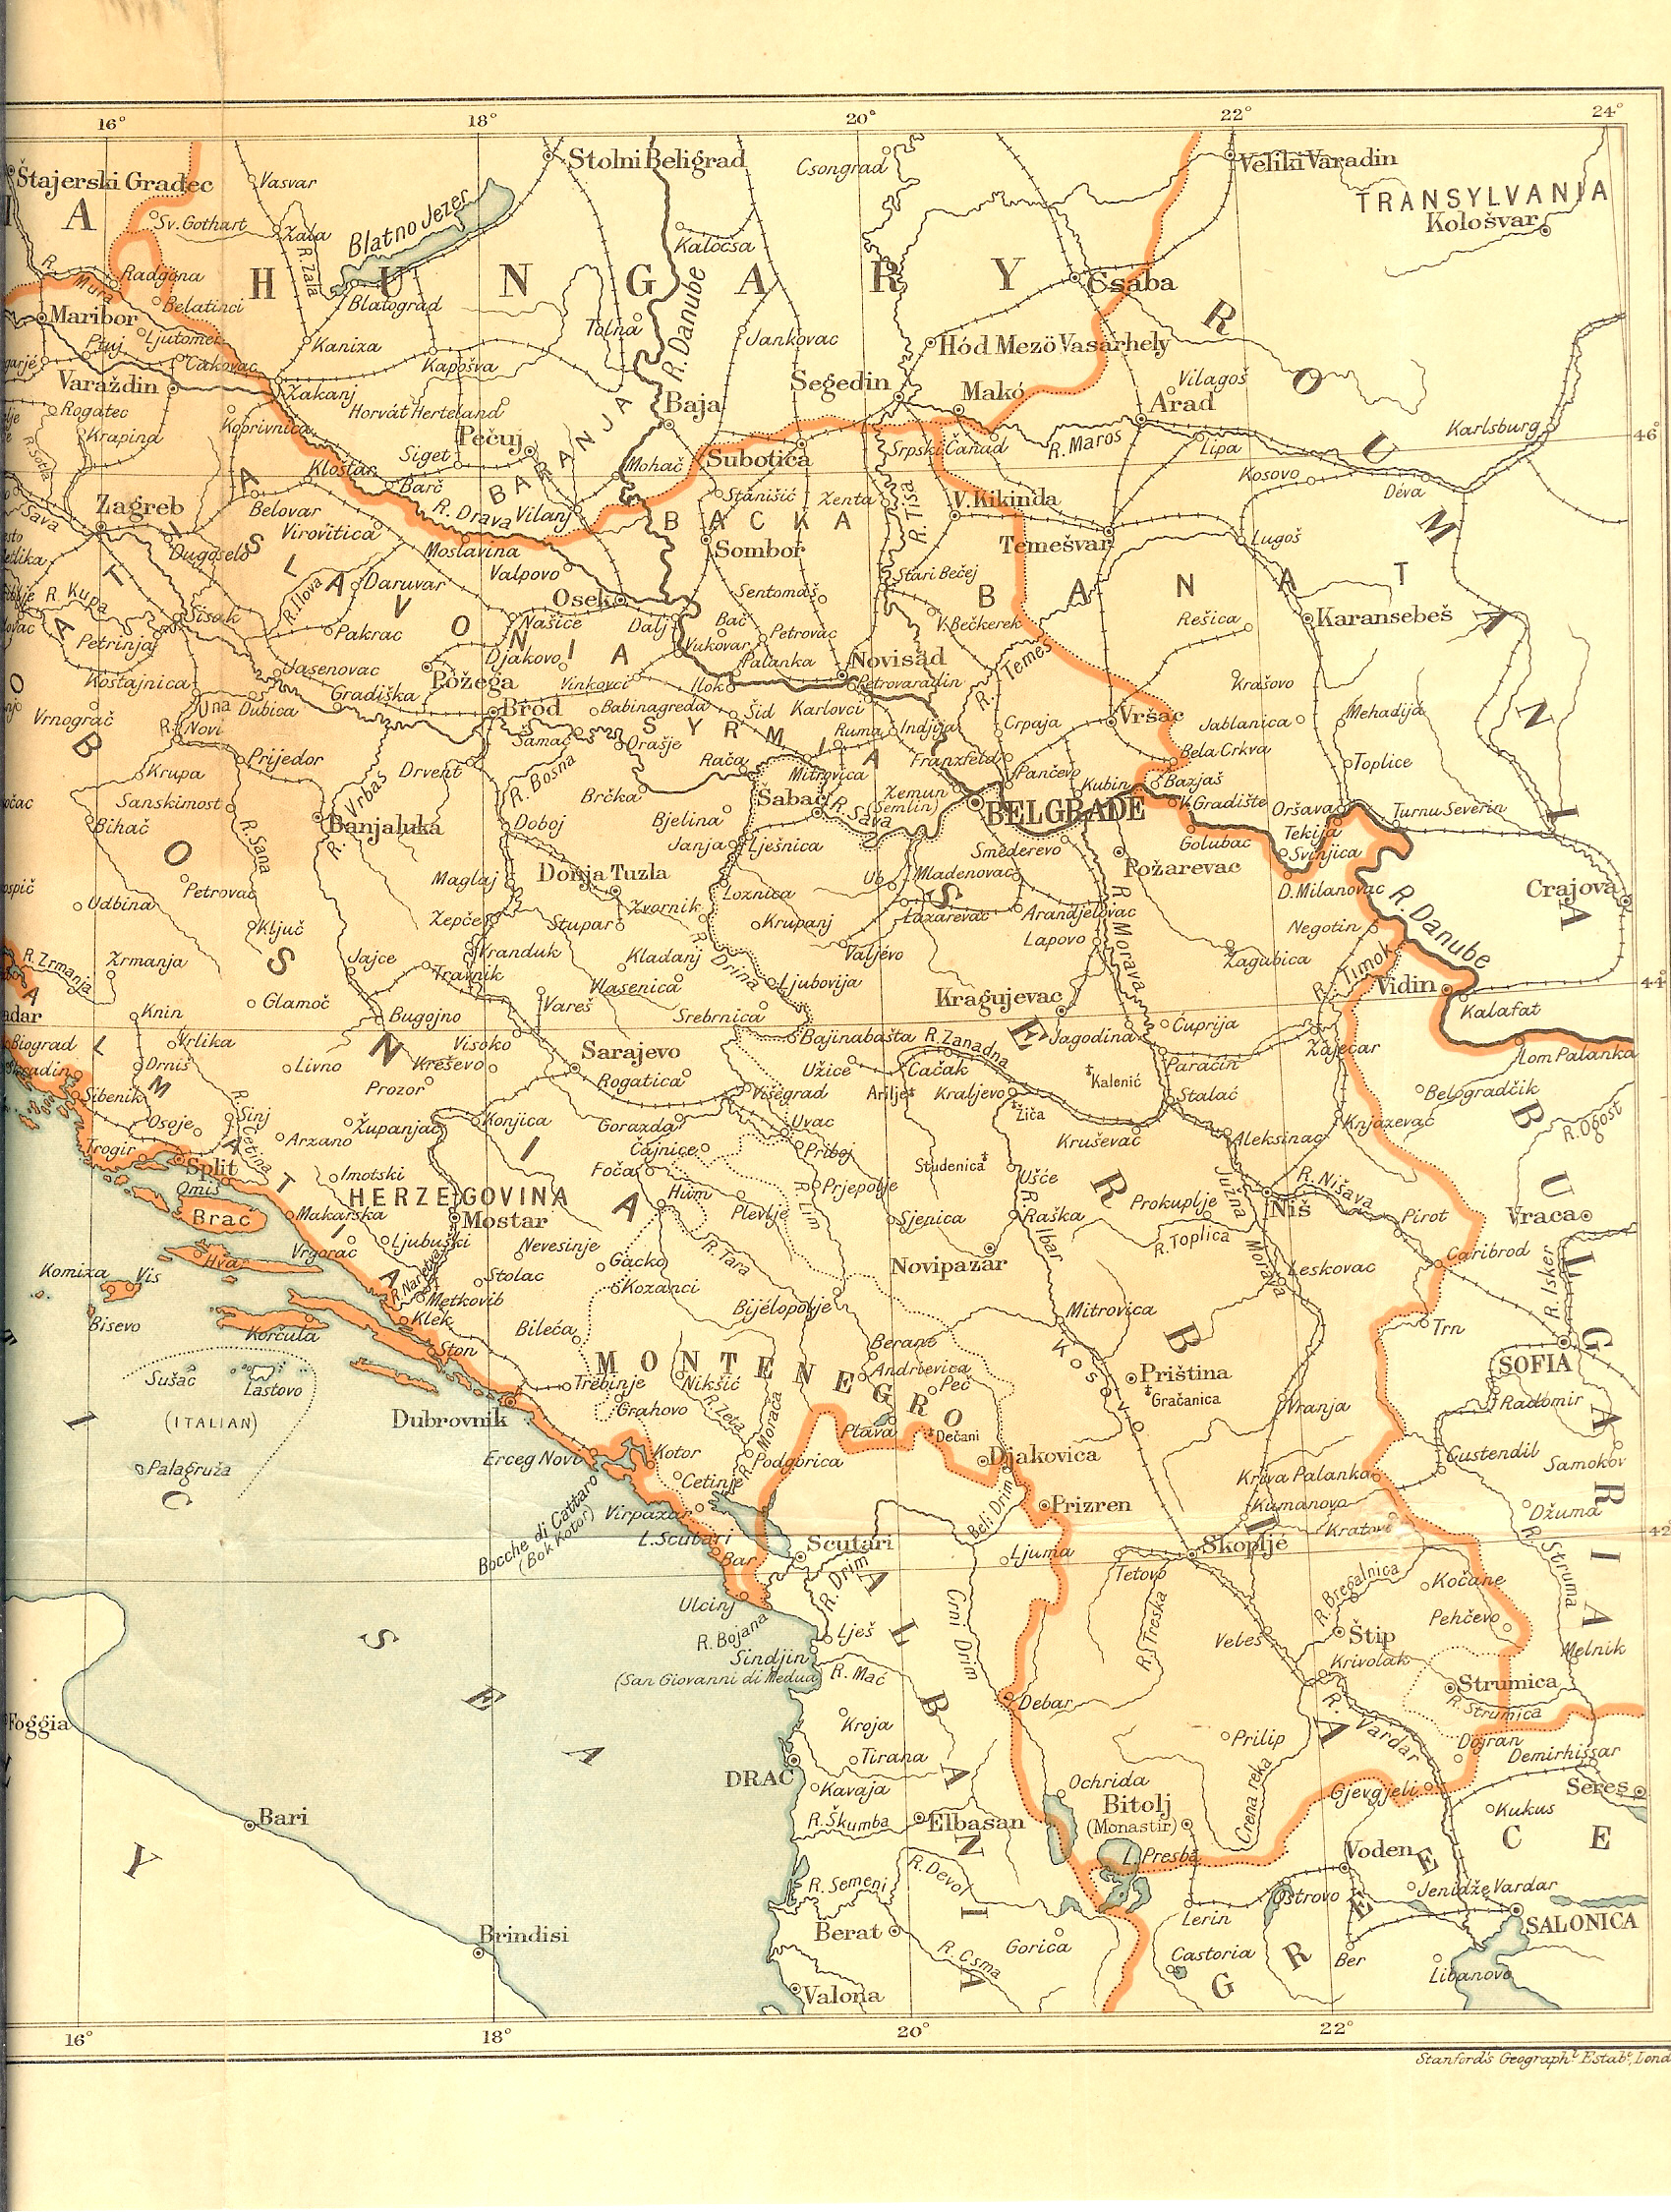 16°
18°
20°
22°
24°
Štajerski Gradec
Vasvar
Stolni Beligrad
Csongrad
Veliki Varadin
TRANSYLVANIA
Kološvar
A
Sv. Gothart
Zala
R. Zala
Blatno Jezer
Kalocsa
R. Mura
Radgona
HUNGARY
Csaba
Belatinci
Blatograd
Maribor
Ljutomer
Tolna
R. Danube
Jankovac
Hód Mezö Vasarhely
ROUMANIA
Ptuj
Kaniza
Čakovac
Kapošva
Varaždin
Zakanj
Segedin
Makó
Vilagoš
Arad
Rogatec
Krapina
R. Sotla
Koprivnica
Horvát Herteland
Baja
Pečuj
BARANJA
Siget
Srpski Čanad
R. Maros
Lipa
Karlsburg
46°
Kloštar
Barč
Mohač
Subotica
Kosovo
Déva
Zagreb
Sava
Belovar
R. Drava
Vilanj
Stanišić
Zenta
R. Tisa
V. Kikinda
BACKA
Virovitica
Dugoselo
Moslavina
Sombor
Temešvar
Lugoš
Valpovo
R. Kupa
R. Ilova
Daruvar
SLAVONIA
Osek
Sentomaš
Stari Bečej
BANAT
Sisak
Petrinja
Pakrac
Našice
Dalj
Bač
Petrovac
V. Bečkerek
Rešica
Karansebeš
Vukovar
Djakovo
Jasenovac
Palanka
Novisad
R. Temeš
Kostajnica
Požega
Vinkovci
Ilok
Petrovaradin
Krašovo
Gradiška
Una
Dubica
Brod
Babinagreda
Šid
Karlovci
Vrnograč
R.
Novi
Šamac
Orašje
SYRMIA
Ruma
Indjija
Crpaja
Vršac
Jablanica
Mehadija
Prijedor
Krupa
Drvent
R. Bosna
Rača
Mitrovica
Franzfeld
Pančevo
Bela Crkva
Toplice
Sanskimost
R. Vrbas
Brčka
Šabac
R. Sava
Zemun
(Semlin)
Kubin
Bazjaš
BELGRADE
V. Gradište
Oršava
Turnu Severin
Bihač
Banjaluka
Doboj
Bjelina
Tekija
R. Sana
Janja
Lješnica
Smederevo
Golubac
Svinjica
BOSNIA
Maglaj
Donja Tuzla
Požarevac
D. Milanovac
Crajova
Petrovac
Loznica
Ub
Mladenovac
Udbina
Zepče
Stupar
Zvornik
Krupanj
Lazarevac
Arandjelovac
R. Danube
Ključ
Lapovo
R. Morava
Negotin
Vranduk
Valjevo
Zagubica
R. Timok
R. Zrmanja
Zrmanja
Jajce
Travnik
Kladanj
R. Drina
Ljubovija
Vlasenica
Vidin
44°
Glamoč
Knin
Bugojno
Vareš
Srebrnica
Kragujevac
Kalafat
Vrlika
Visoko
Bajinabašta
R. Zanadna
Jagodina
Ćuprija
Zaječar
Lom Palanka
Biograd
Livno
Sarajevo
Užice
Čačak
Paraćin
Drniš
Kreševo
Rogatica
Kalenić
Belogradčik
Prozor
Višegrad
Arilje
Kraljevo
Žiča
Stalać
Šibenik
Sinj
Županjac
Konjica
Gorazda
Uvac
Kruševac
Aleksinac
Knjaževac
R. Ogost
Osoje
R. Cetina
Arzano
Čajnice
Priboj
Studenica
Trogir
Split
Imotski
Foča
Prjepolje
Ušće
R. Nišava
Omiš
HERZEGOVINA
Hum
Plevlje
R. Lim
Raška
Prokuplje
Južna Morava
Niš
Pirot
Vraca
DALMATIA
Brač
Makarska
Mostar
Sjenica
R. Ibar
R. Toplica
Ljubuški
Nevesinje
Gacko
R. Tara
Caribrod
Vrgorac
Hvar
Stolac
Kozanci
Novipazar
Leskovac
R. Isker
Komiza
Vis
R. Narenta
Metković
Bijelopolje
Mitrovica
BULGARIA
Bisevo
Klek
Korčula
Bileća
Berane
Trn
Ston
MONTENEGRO
Kosovo
SOFIA
Sušac
Lastovo
(ITALIAN)
Trebinje
Nikšić
Andrievica
Peč
Priština
Gračanica
Radomir
Dubrovnik
Grahovo
R. Zeta
R. Morača
Plava
Dečani
Vranja
Palagruža
Erceg Novi
Kotor
Podgorica
Djakovica
Custendil
Samokov
Cetinje
Kriva Palanka
Bocche di Cattaro
(Bok Kotor)
Virpazar
Beli Drim
Prizren
Kumanovo
Džuma
L. Scutari
Scutari
Kratovo
42°
Bar
Ljuma
Skoplje
R. Struma
R. Drim
Tetovo
Ulcinj
ALBANIA
Crni Drim
R. Treska
R. Bregalnica
Kočane
R. Bojana
Lješ
Pehčevo
Sindjin
(San Giovanni di Medua)
R. Mać
Veles
Štip
Melnik
SERBIA
Krivolak
Strumica
R. Strumica
SEA
Debar
Kroja
R. Vardar
Foggia
Tirana
Prilip
Dojran
Demirhissar
DRAČ
Kavaja
Ochrida
Gjevgjeli
Seres
Bari
R. Škumba
Elbasan
Bitolj
(Monastir)
Crena reka
Kukus
L. Presba
Voden
GREECE
R. Devol
R. Semeni
Ostrovo
Jenidže Vardar
Lerin
SALONICA
Berat
Brindisi
Gorica
Castoria
Ber
Libanovo
Valona
16°
18°
20°
22°
Stanford's Geograph.l Estab.t, Lond